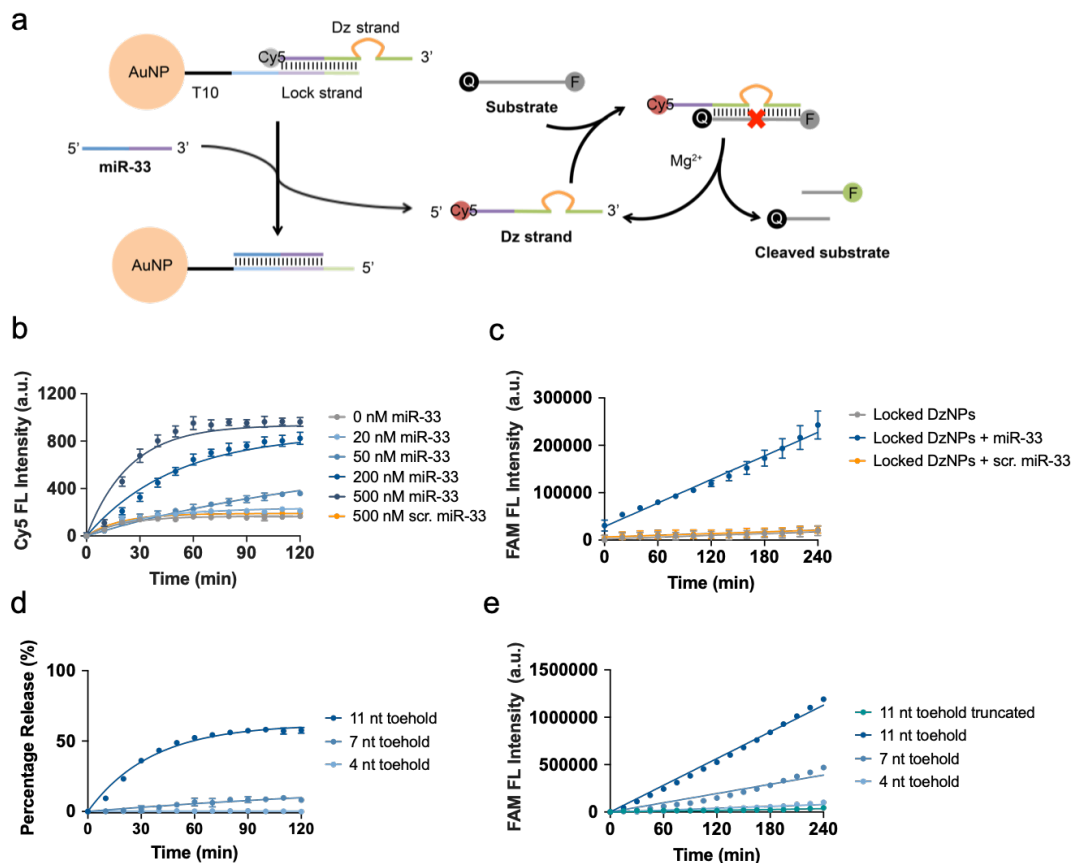 a
Dz strand
Cy5
3’
AuNP
T10
Lock strand
Q
F
Substrate
Cy5
Q
F
5’
3’
miR-33
Mg2+
5’
Cy5
3’
Dz strand
F
Q
Cleaved substrate
AuNP
5’
b
Cy5 FL Intensity (a.u.)
1200
800
400
0
0
30
60
90
120
Time (min)
0 nM miR-33
20 nM miR-33
50 nM miR-33
200 nM miR-33
500 nM miR-33
500 nM scr. miR-33
c
FAM FL Intensity (a.u.)
300000
200000
100000
0
0
60
120
180
240
Time (min)
Locked DzNPs
Locked DzNPs + miR-33
Locked DzNPs + scr. miR-33
d
Percentage Release (%)
100
50
0
0
30
60
90
120
Time (min)
11 nt toehold
7 nt toehold
4 nt toehold
e
FAM FL Intensity (a.u.)
1500000
1000000
500000
0
0
60
120
180
240
Time (min)
11 nt toehold truncated
11 nt toehold
7 nt toehold
4 nt toehold